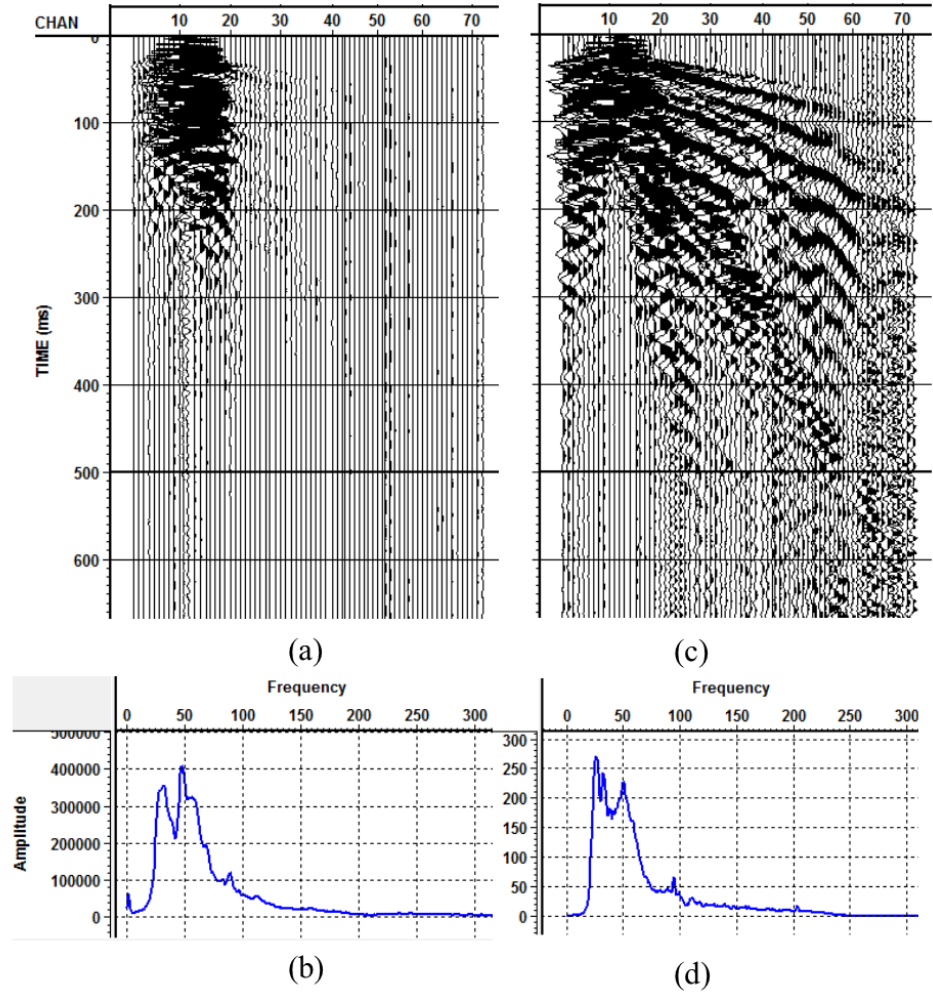 CHAN 10 20 30 40 50 60 70
0
100
200
300
400
500
600
TIME (ms)
10 20 30 40 50 60 70
(a)
(c)
Frequency
0 50 100 150 200 250 300
500000
400000
300000
200000
100000
0
Amplitude
Frequency
0 50 100 150 200 250 300
300
250
200
150
100
50
0
(b)
(d)